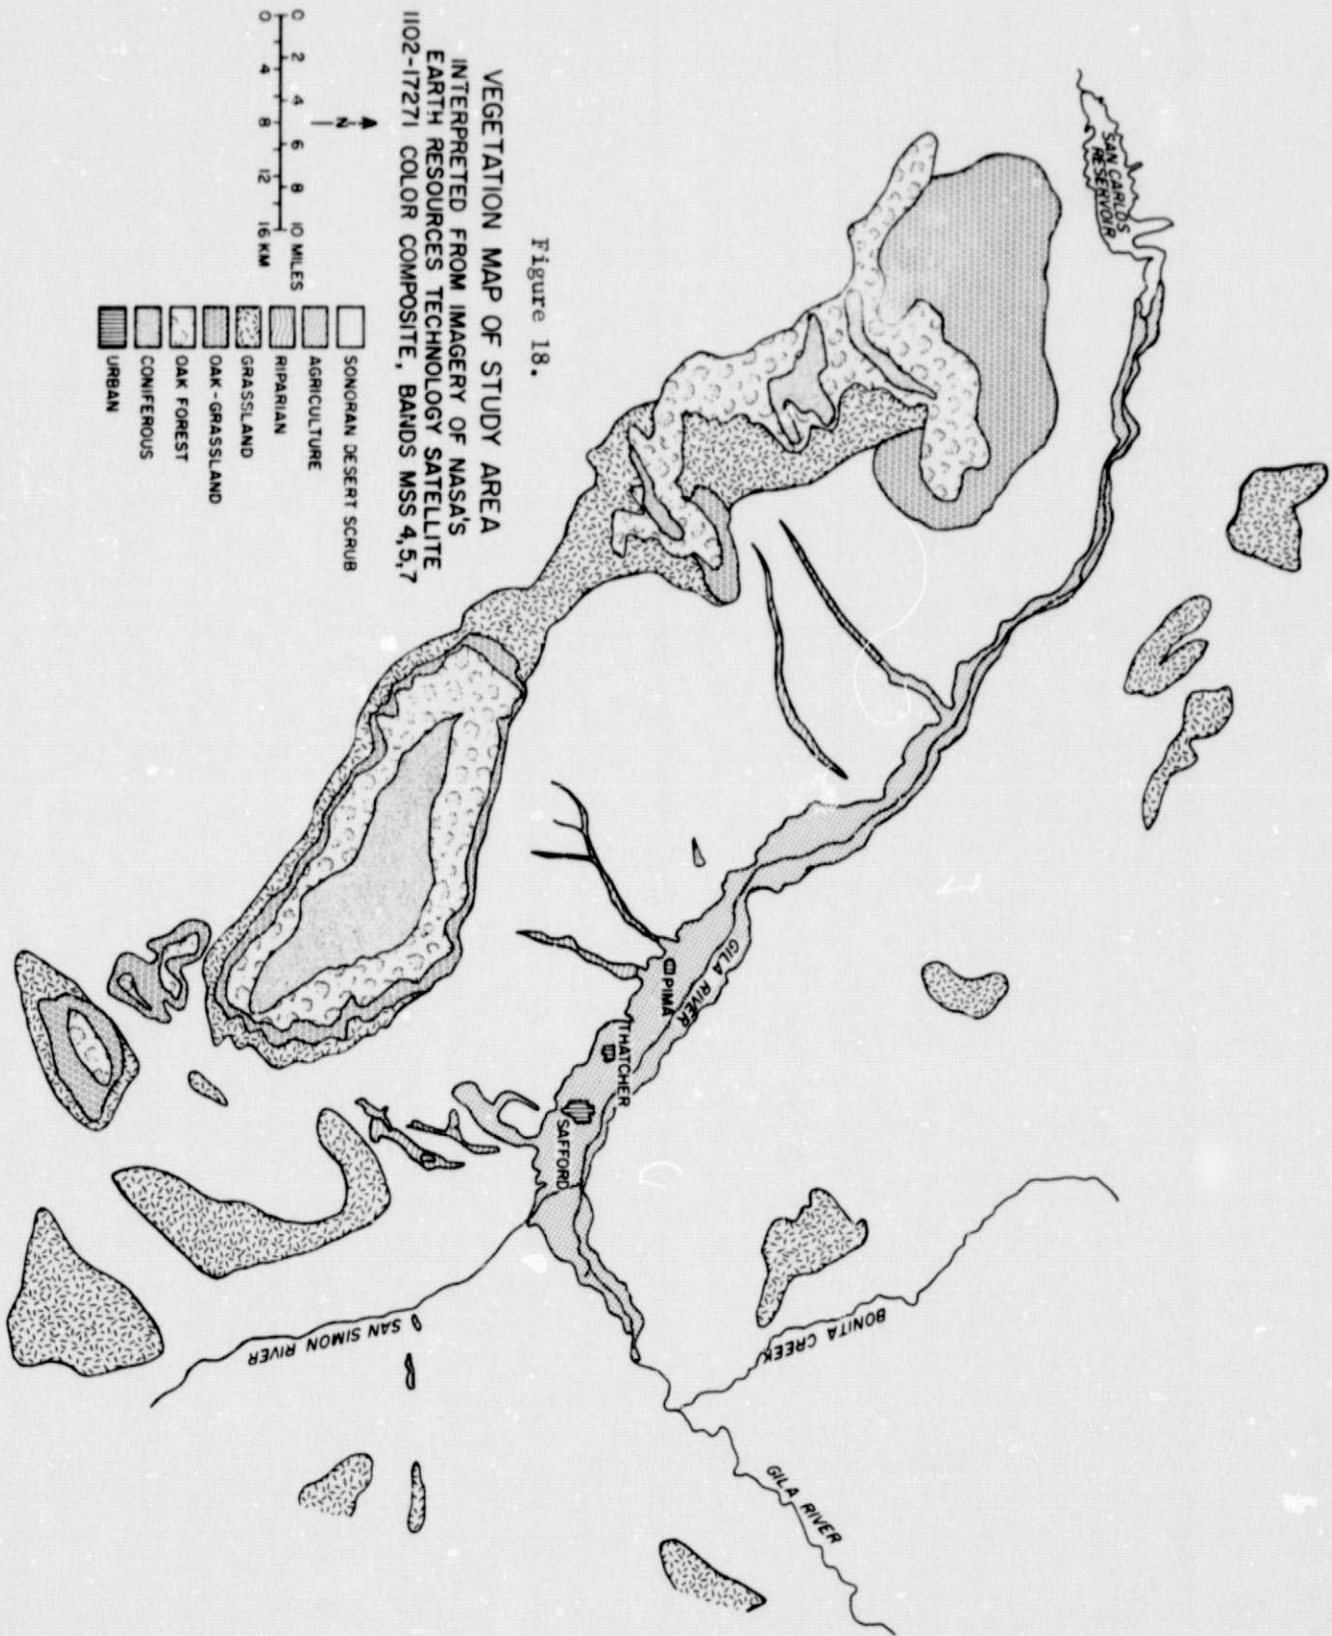 Figure 18.
VEGETATION MAP OF STUDY AREA
INTERPRETED FROM IMAGERY OF NASA'S
EARTH RESOURCES TECHNOLOGY SATELLITE
1102-17271 COLOR COMPOSITE, BANDS MSS 4,5,7
N
0 2 4 6 8 10 MILES
0 4 8 12 16 KM
SONORAN DESERT SCRUB
AGRICULTURE
RIPARIAN
GRASSLAND
OAK-GRASSLAND
OAK FOREST
CONIFEROUS
URBAN
SAN CARLOS
RESERVOIR
GILA RIVER
PIMA
THATCHER
SAFFORD
BONITA CREEK
SAN SIMON RIVER
GILA RIVER